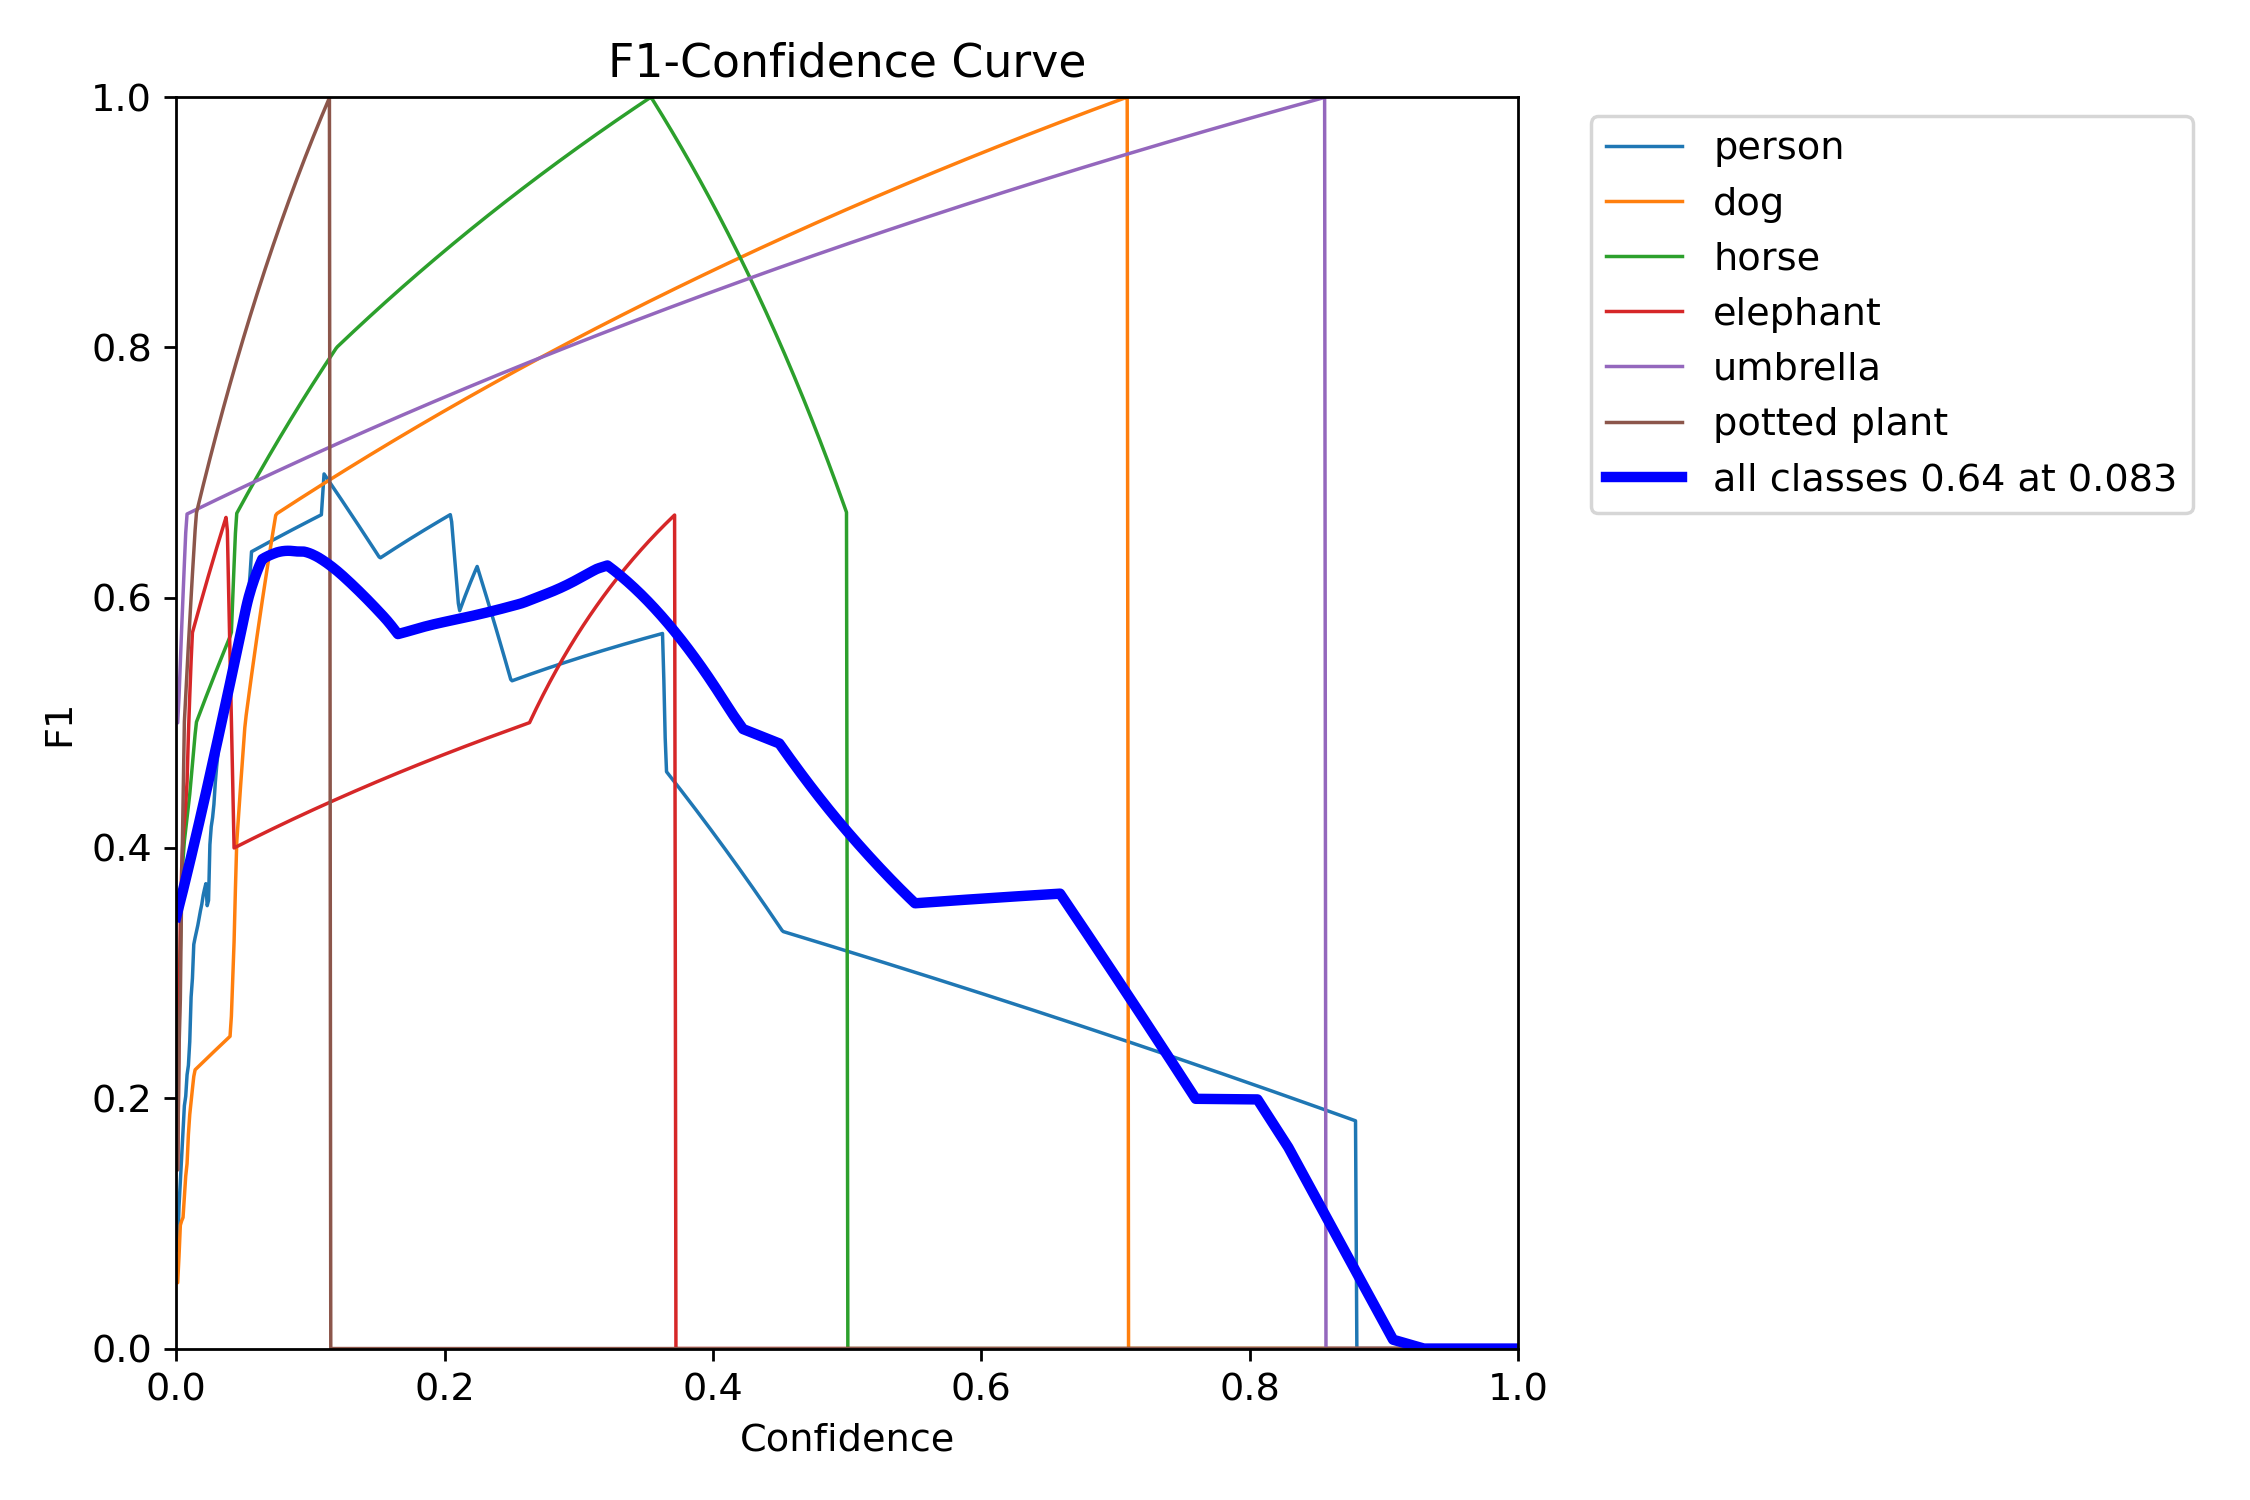 F1-Confidence Curve
1.0
0.8
0.6
0.4
0.2
0.0
F1
0.0 0.2 0.4 0.6 0.8 1.0
Confidence
person
dog
horse
elephant
umbrella
potted plant
all classes 0.64 at 0.083